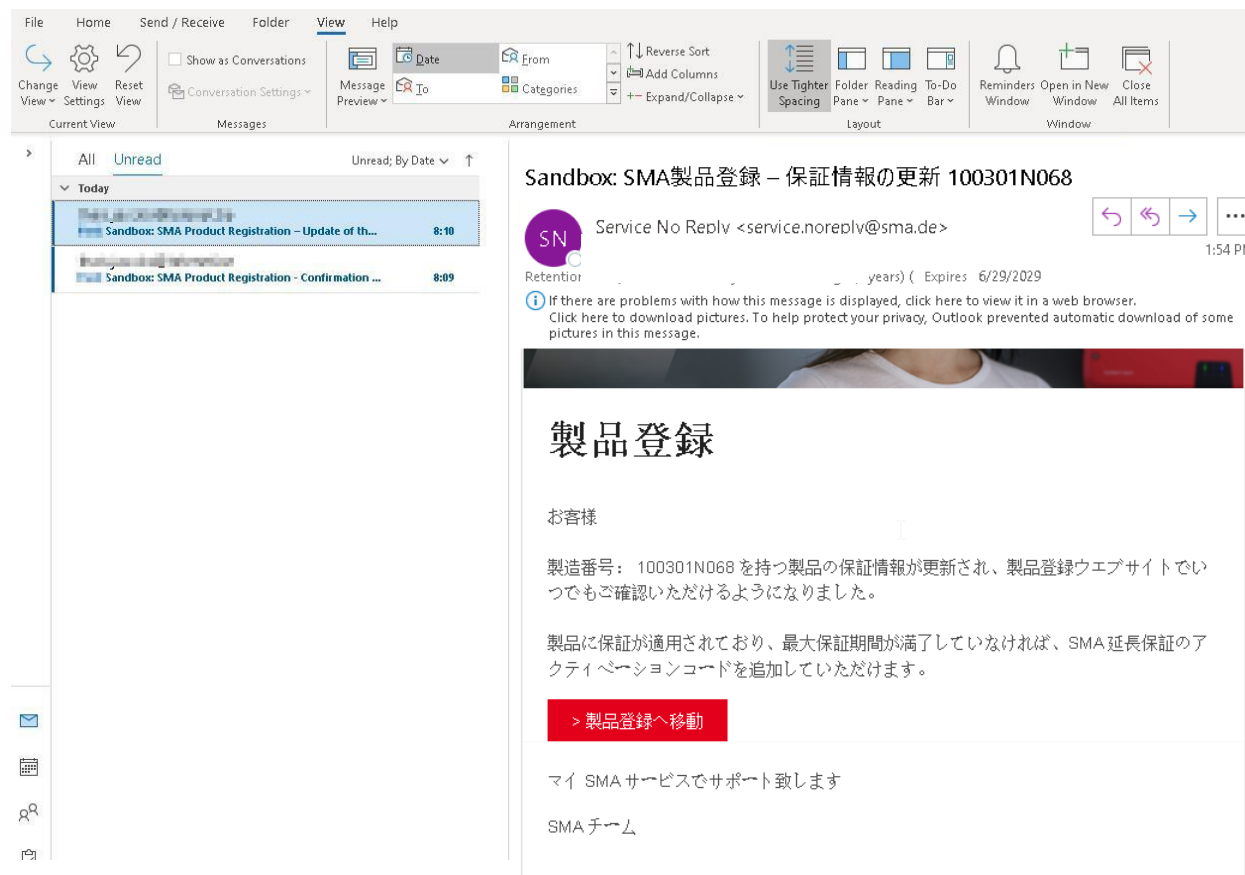 File Home Send / Receive Folder View Help
Change View
View Settings
Reset View
Current View
Show as Conversations
Conversation Settings
Messages
Message Preview
Date
To
From
Categories
Reverse Sort
Add Columns
Expand/Collapse
Arrangement
Use Tighter Spacing
Folder Pane
Reading Pane
To-Do Bar
Layout
Reminders Window
Open in New Window
Close All Items
Window
All Unread Unread; By Date
Today
Sandbox: SMA Product Registration – Update of th... 8:10
Sandbox: SMA Product Registration - Confirmation ... 8:09
Sandbox: SMA製品登録 – 保証情報の更新 100301N068
SN
Service No Reply <service.noreply@sma.de>
1:54 P
Retention years) ( Expires 6/29/2029
If there are problems with how this message is displayed, click here to view it in a web browser.
Click here to download pictures. To help protect your privacy, Outlook prevented automatic download of some
pictures in this message.
製品登録
お客様
製造番号： 100301N068 を持つ製品の保証情報が更新され、製品登録ウエブサイトでい
つでもご確認いただけるようになりました。
製品に保証が適用されており、最大保証期間が満了していなければ、SMA 延長保証のア
クティベーションコードを追加していただけます。
> 製品登録へ移動
マイ SMA サービスでサポート致します
SMA チーム